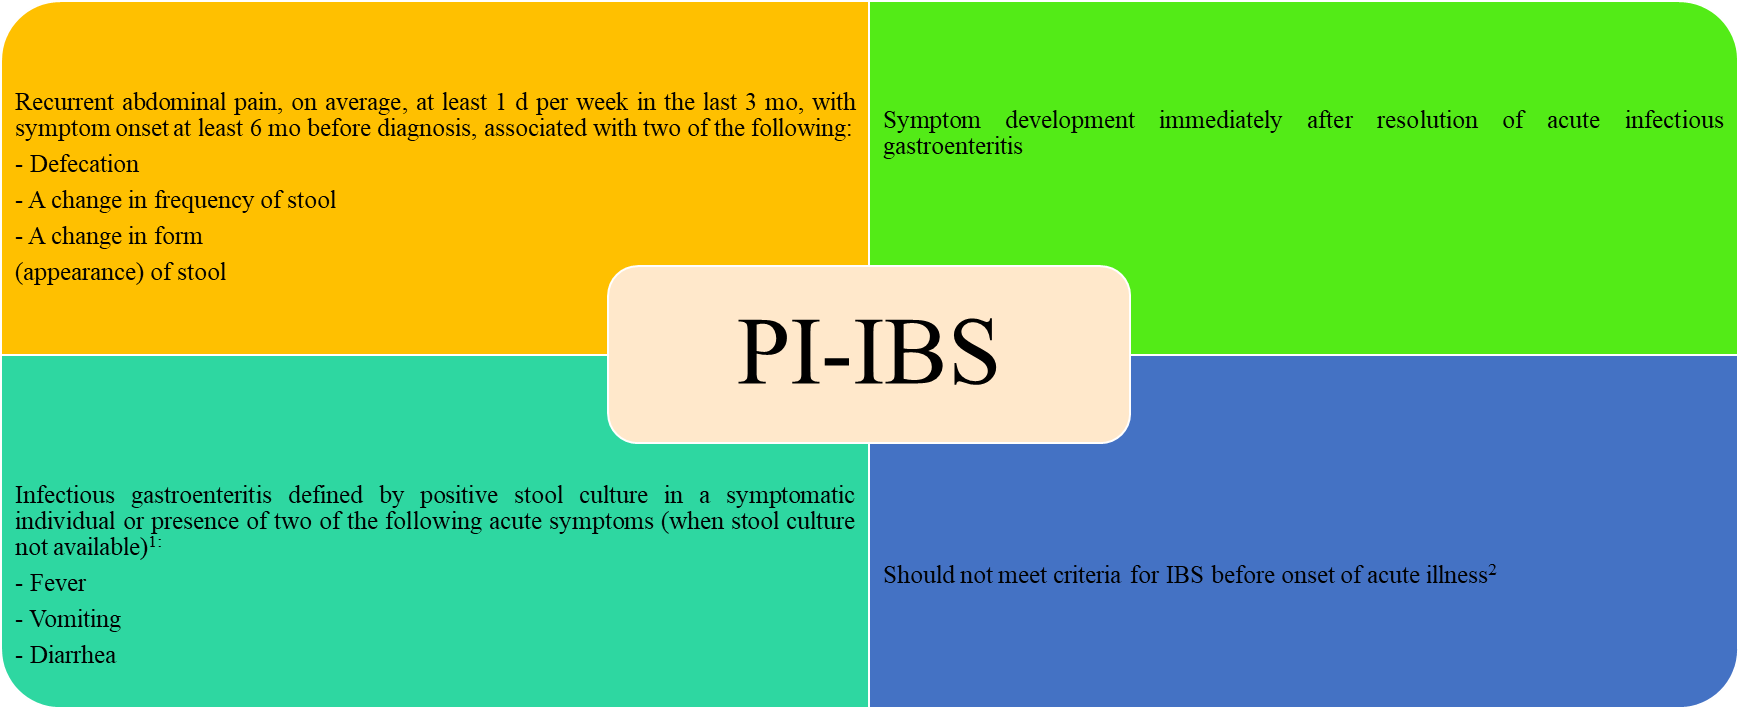 Recurrent abdominal pain, on average, at least 1 d per week in the last 3 mo, with
symptom onset at least 6 mo before diagnosis, associated with two of the following:
- Defecation
- A change in frequency of stool
- A change in form
(appearance) of stool
Symptom development immediately after resolution of acute infectious
gastroenteritis
PI-IBS
Infectious gastroenteritis defined by positive stool culture in a symptomatic
individual or presence of two of the following acute symptoms (when stool culture
not available)1:
- Fever
- Vomiting
- Diarrhea
Should not meet criteria for IBS before onset of acute illness2